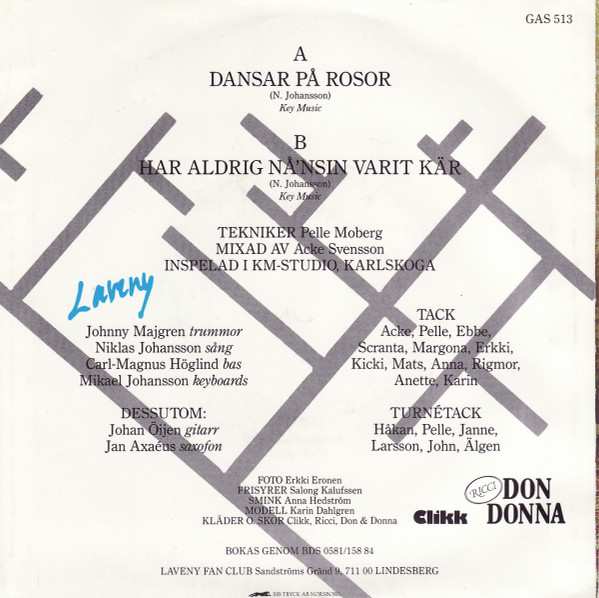 GAS 513
A
DANSAR PÅ ROSOR
(N. Johansson)
Key Music
B
HAR ALDRIG NÅ'NSIN VARIT KÄR
(N. Johansson)
Key Music
TEKNIKER Pelle Moberg
MIXAD AV Acke Svensson
INSPELAD I KM-STUDIO, KARLSKOGA
Laveny
Johnny Majgren trummor
Niklas Johansson sång
Carl-Magnus Höglind bas
Mikael Johansson keyboards
DESSUTOM:
Johan Öijen gitarr
Jan Axaéus saxofon
TACK
Acke, Pelle, Ebbe,
Scranta, Margona, Erkki,
Kicki, Mats, Anna, Rigmor,
Anette, Karin
TURNÉTACK
Håkan, Pelle, Janne,
Larsson, John, Älgen
FOTO Erkki Eronen
FRISYRER Salong Kalufssen
SMINK Anna Hedström
MODELL Karin Dahlgren
KLÄDER O. SKOR Clikk, Ricci, Don & Donna
Clikk
RICCI
DON
DONNA
BOKAS GENOM BDS 0581/158 84
LAVENY FAN CLUB Sandströms Gränd 9, 711 00 LINDESBERG
SIB-TRYCK AB NORSBORG